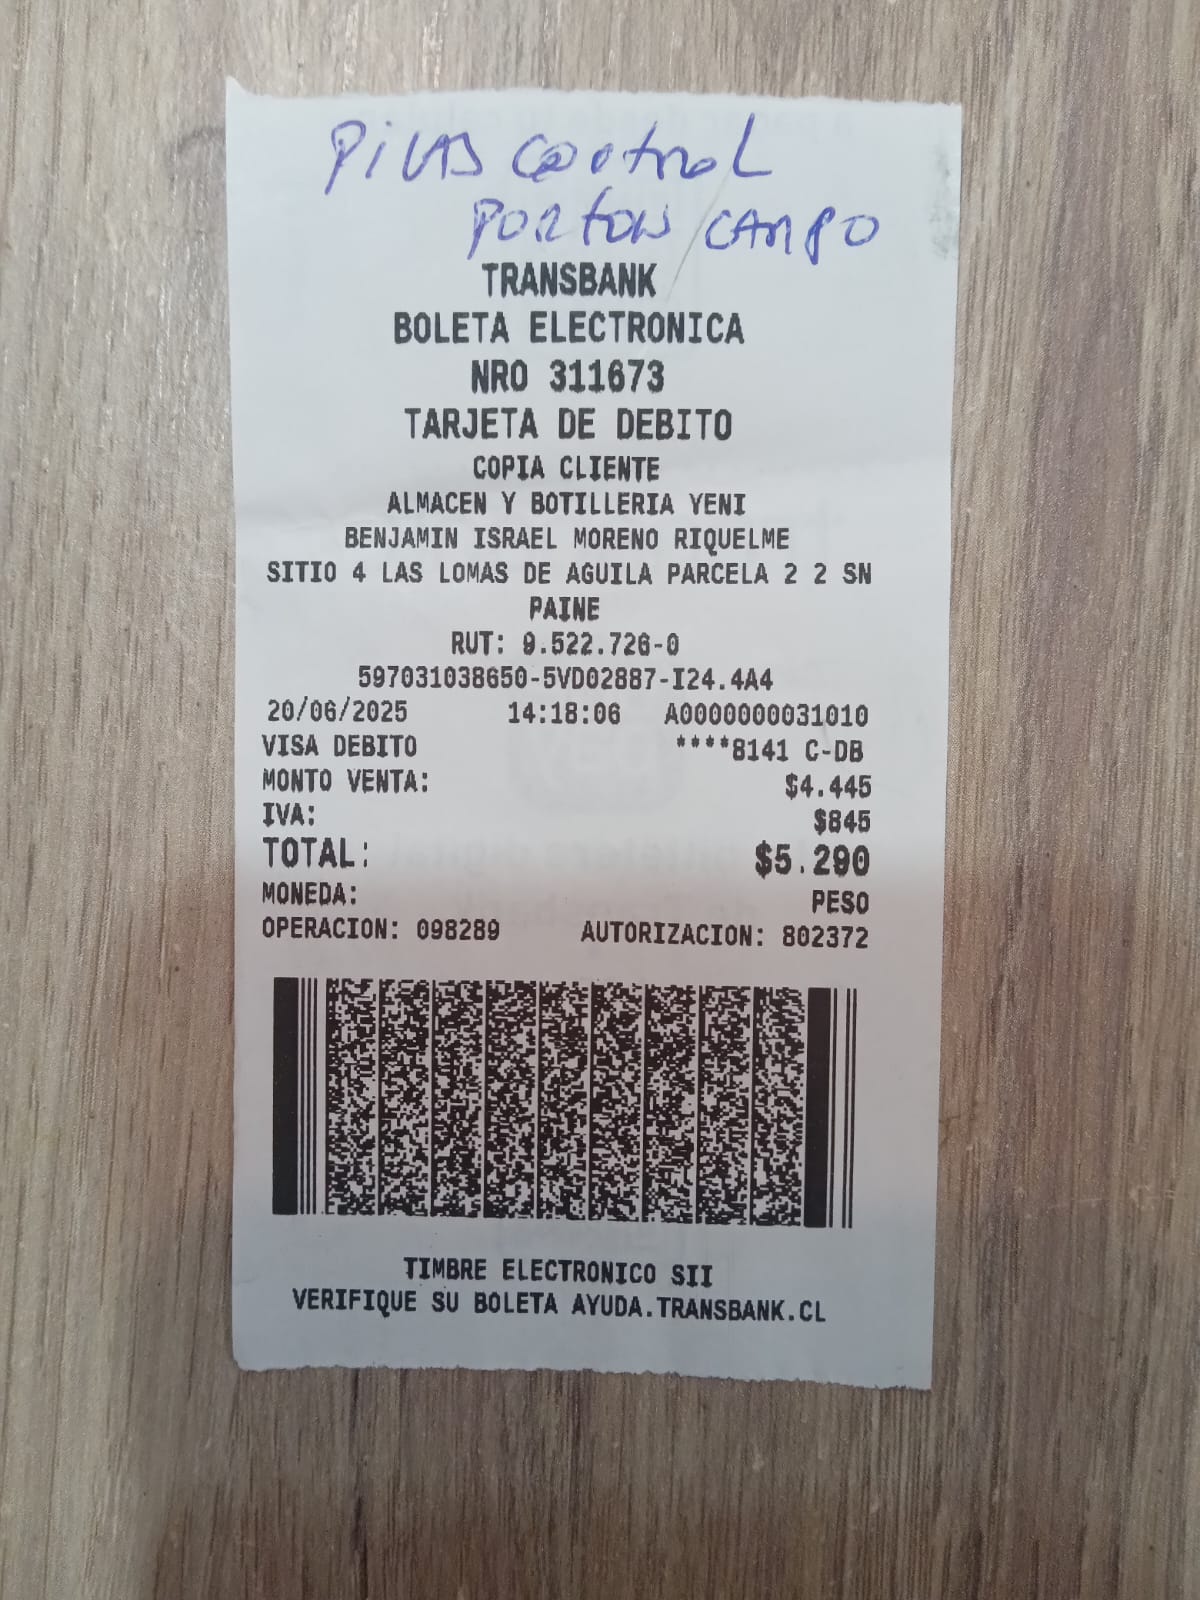 Pilas control
Porton/campo
TRANSBANK
BOLETA ELECTRONICA
NRO 311673
TARJETA DE DEBITO
COPIA CLIENTE
ALMACEN Y BOTILLERIA YENI
BENJAMIN ISRAEL MORENO RIQUELME
SITIO 4 LAS LOMAS DE AGUILA PARCELA 2 2 SN
PAINE
RUT: 9.522.726-0
597031038650-5VD02887-I24.4A4
20/06/2025 14:18:06 A0000000031010
VISA DEBITO ****8141 C-DB
MONTO VENTA: $4.445
IVA: $845
TOTAL: $5.290
MONEDA: PESO
OPERACION: 098289 AUTORIZACION: 802372
TIMBRE ELECTRONICO SII
VERIFIQUE SU BOLETA AYUDA.TRANSBANK.CL